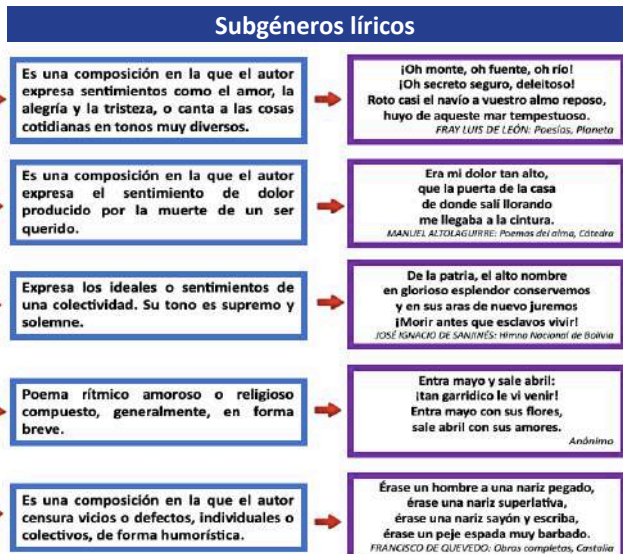 Subgéneros líricos
Es una composición en la que el autor
expresa sentimientos como el amor, la
alegría y la tristeza, o canta a las cosas
cotidianas en tonos muy diversos.
¡Oh monte, oh fuente, oh río!
¡Oh secreto seguro, deleitoso!
Roto casi el navío a vuestro almo reposo,
huyo de aqueste mar tempestuoso.
FRAY LUIS DE LEÓN: Poesías, Planeta
Es una composición en la que el autor
expresa el sentimiento de dolor
producido por la muerte de un ser
querido.
Era mi dolor tan alto,
que la puerta de la casa
de donde salí llorando
me llegaba a la cintura.
MANUEL ALTOLAGUIRRE: Poemas del alma, Cátedra
Expresa los ideales o sentimientos de
una colectividad. Su tono es supremo y
solemne.
De la patria, el alto nombre
en glorioso esplendor conservemos
y en sus aras de nuevo juremos
¡Morir antes que esclavos vivir!
JOSÉ IGNACIO DE SANJINÉS: Himno Nacional de Bolivia
Poema rítmico amoroso o religioso
compuesto, generalmente, en forma
breve.
Entra mayo y sale abril:
¡tan garridico le vi venir!
Entra mayo con sus flores,
sale abril con sus amores.
Anónimo
Es una composición en la que el autor
censura vicios o defectos, individuales o
colectivos, de forma humorística.
Érase un hombre a una nariz pegado,
érase una nariz superlativa,
érase una nariz sayón y escriba,
érase un peje espada muy barbado.
FRANCISCO DE QUEVEDO: Obras completas, Castalia